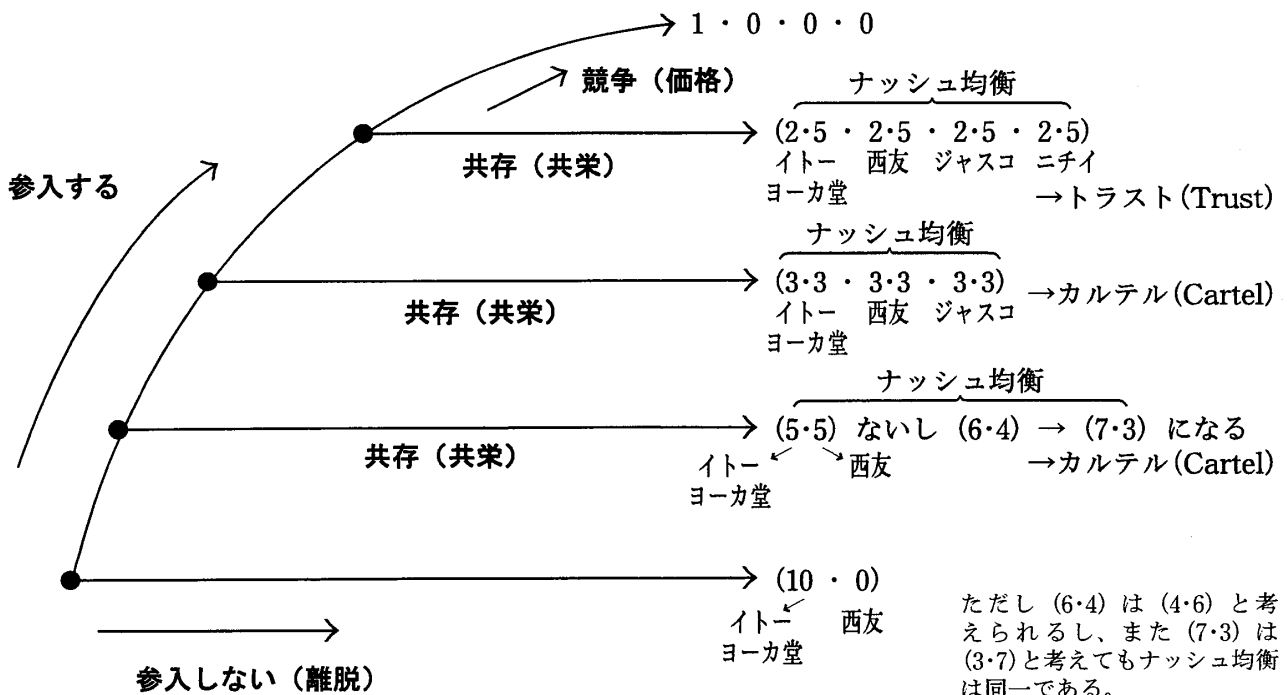 1・0・0・0
競争（価格）
ナッシュ均衡
(2・5 ・ 2・5 ・ 2・5 ・ 2・5)
共存（共栄）
イトー 西友 ジャスコ ニチイ
ヨーカ堂
→トラスト(Trust)
参入する
ナッシュ均衡
(3・3 ・ 3・3 ・ 3・3) →カルテル(Cartel)
共存（共栄）
イトー 西友 ジャスコ
ヨーカ堂
ナッシュ均衡
(5・5) ないし (6・4) → (7・3) になる
共存（共栄）
イトー 西友
ヨーカ堂
→カルテル(Cartel)
(10 ・ 0)
イトー 西友
ヨーカ堂
参入しない（離脱）
ただし (6・4) は (4・6) と考
えられるし、また (7・3) は
(3・7)と考えてもナッシュ均衡
は同一である。